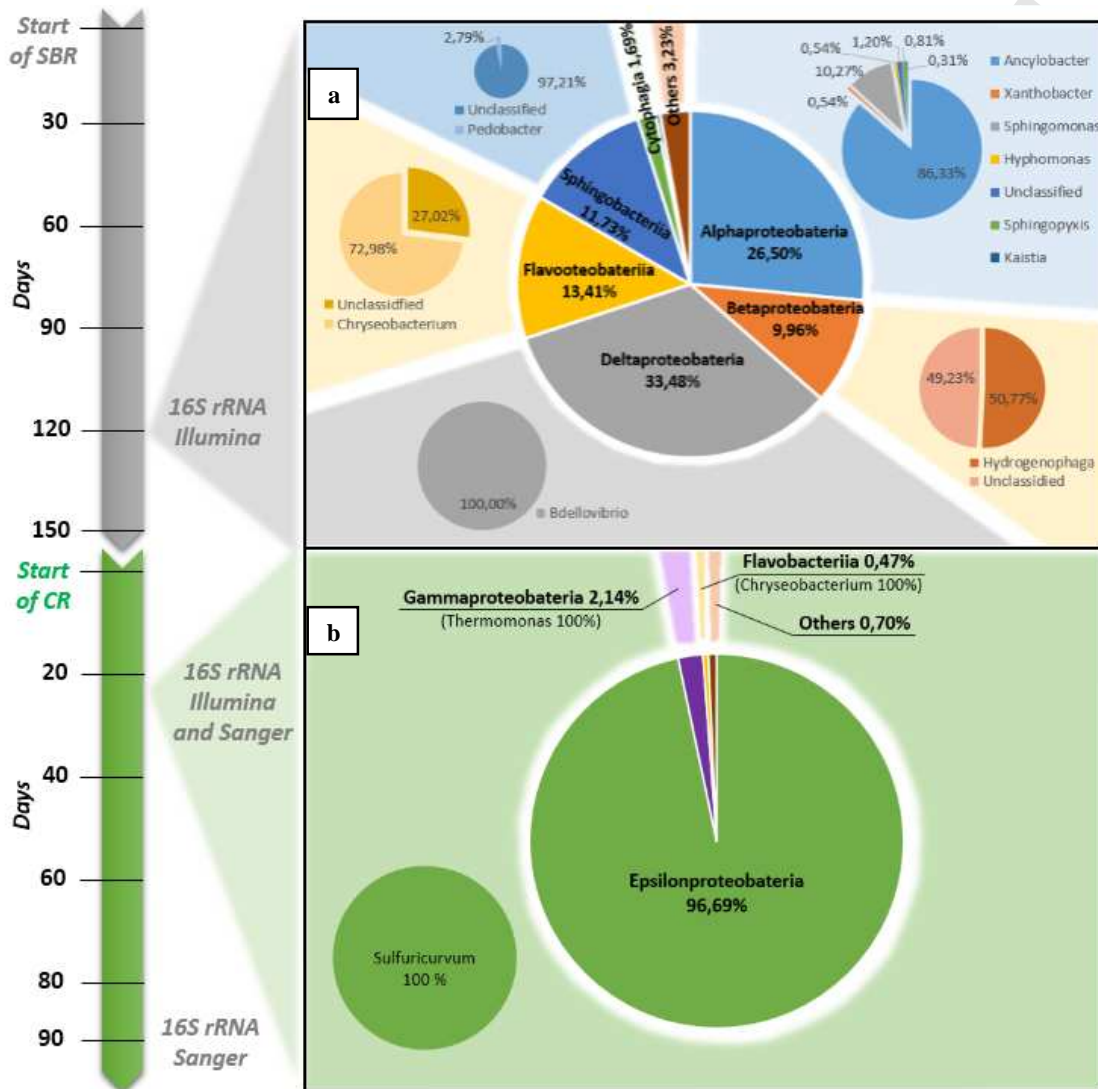 Start
of SBR
30
60
Days
90
120
150
16S rRNA
Illumina
Start
of CR
20
40
Days
60
80
90
16S rRNA
Illumina
and Sanger
16S rRNA
Sanger
a
2,79%
97,21%
Unclassified
Pedobacter
Cytophagia 1,69%
Others 3,23%
0,54%
1,20%
0,81%
10,27%
0,31%
0,54%
86,33%
Ancylobacter
Xanthobacter
Sphingomonas
Hyphomonas
Unclassified
Sphingopyxis
Kaistia
27,02%
72,98%
Unclassidfied
Chryseobacterium
Sphingobacteriia
11,73%
Alphaproteobateria
26,50%
Flavooteobateriia
13,41%
Betaproteobateria
9,96%
Deltaproteobateria
33,48%
49,23%
50,77%
Hydrogenophaga
Unclassidied
100,00%
Bdellovibrio
b
Gammaproteobateria 2,14%
(Thermomonas 100%)
Flavobacteriia 0,47%
(Chryseobacterium 100%)
Others 0,70%
Epsilonproteobateria
96,69%
Sulfuricurvum
100 %